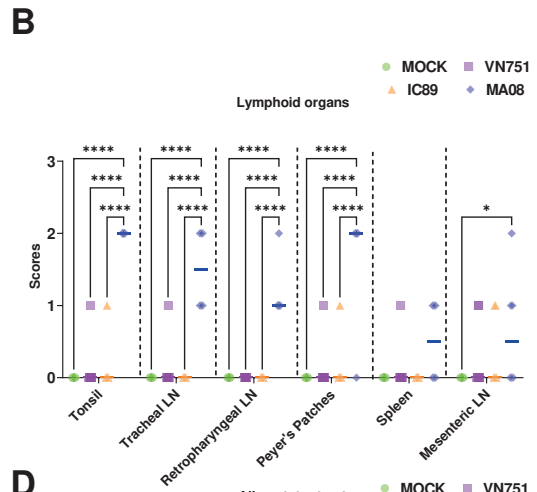 B
MOCK VN751
IC89 MA08
Lymphoid organs
**** **** **** ****
**** **** **** ****
**** **** **** **** *
3
2
1
0
Scores
Tonsil
Tracheal LN
Retropharyngeal LN
Peyer's Patches
Spleen
Mesenteric LN
D
MOCK VN751